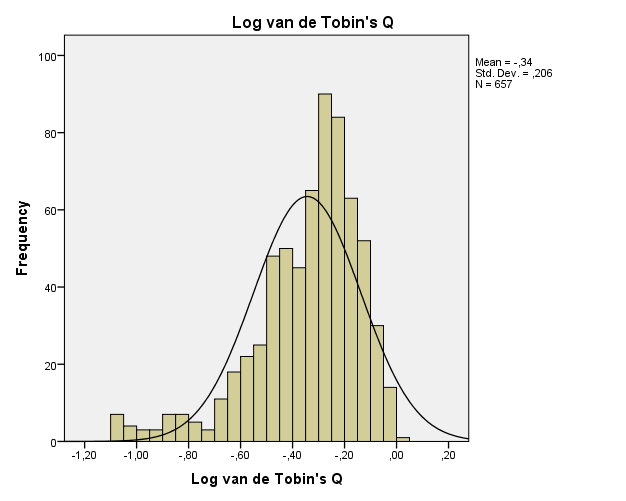 Log van de Tobin's Q
Mean = -,34
Std. Dev. = ,206
N = 657
Frequency
100
80
60
40
20
0
-1,20 -1,00 -,80 -,60 -,40 -,20 ,00 ,20
Log van de Tobin's Q